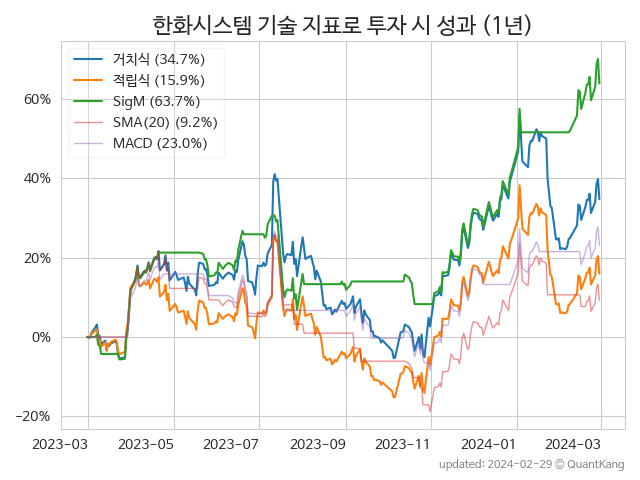 한화시스템 기술 지표로 투자 시 성과 (1년)
거치식 (34.7%)
적립식 (15.9%)
SigM (63.7%)
SMA(20) (9.2%)
MACD (23.0%)
60%
40%
20%
0%
−20%
2023-03 2023-05 2023-07 2023-09 2023-11 2024-01 2024-03
updated: 2024-02-29 © QuantKang